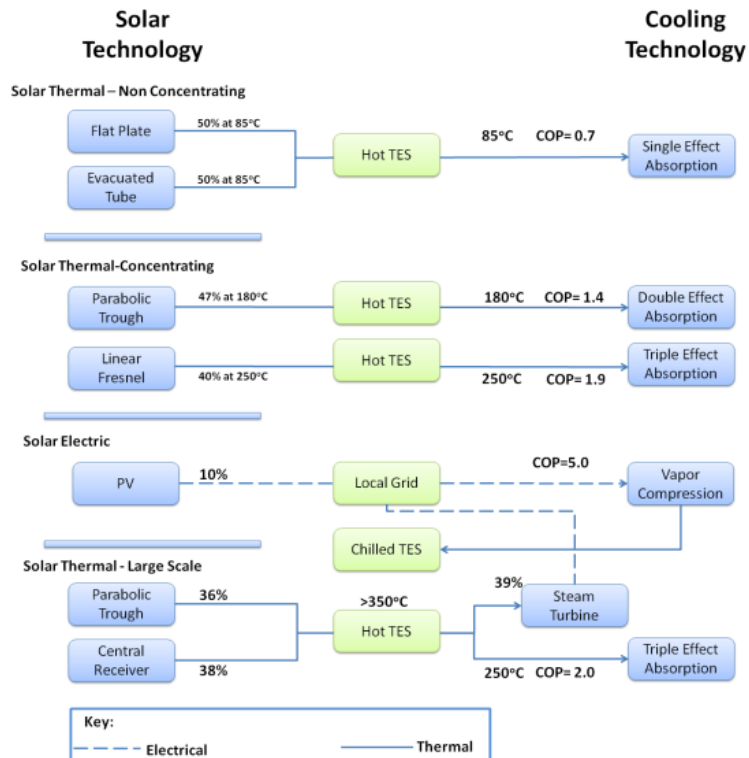 Solar
Technology
Cooling
Technology
Solar Thermal – Non Concentrating
Flat Plate
50% at 85°C
Evacuated
Tube
50% at 85°C
Hot TES
85°C COP= 0.7
Single Effect
Absorption
Solar Thermal-Concentrating
Parabolic
Trough
47% at 180°C
Hot TES
180°C COP= 1.4
Double Effect
Absorption
Linear
Fresnel
40% at 250°C
Hot TES
250°C COP= 1.9
Triple Effect
Absorption
Solar Electric
PV
10%
Local Grid
COP=5.0
Vapor
Compression
Chilled TES
Solar Thermal - Large Scale
Parabolic
Trough
36%
Central
Receiver
38%
>350°C
Hot TES
39%
Steam
Turbine
250°C COP= 2.0
Triple Effect
Absorption
Key:
Electrical
Thermal